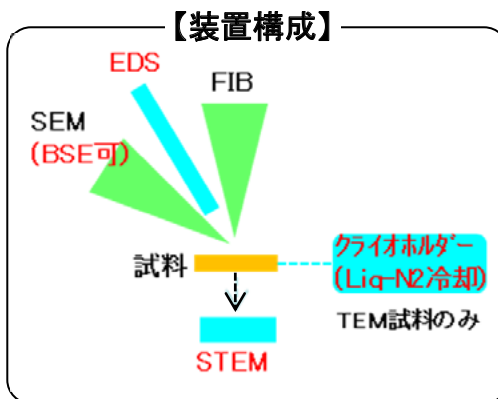 【装置構成】
EDS
FIB
SEM
(BSE可)
試料
クライオホルダー
(Liq-N2冷却)
TEM試料のみ
STEM